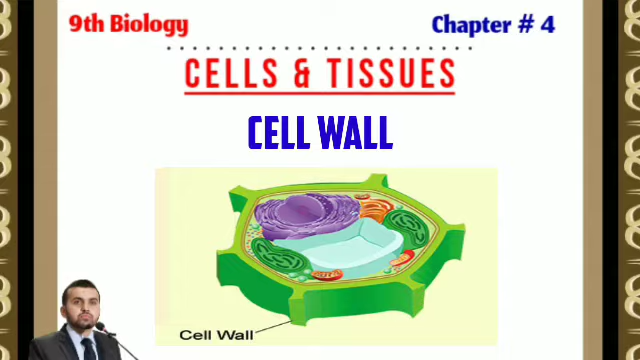 9th Biology
Chapter # 4
CELLS & TISSUES
CELL WALL
Cell Wall